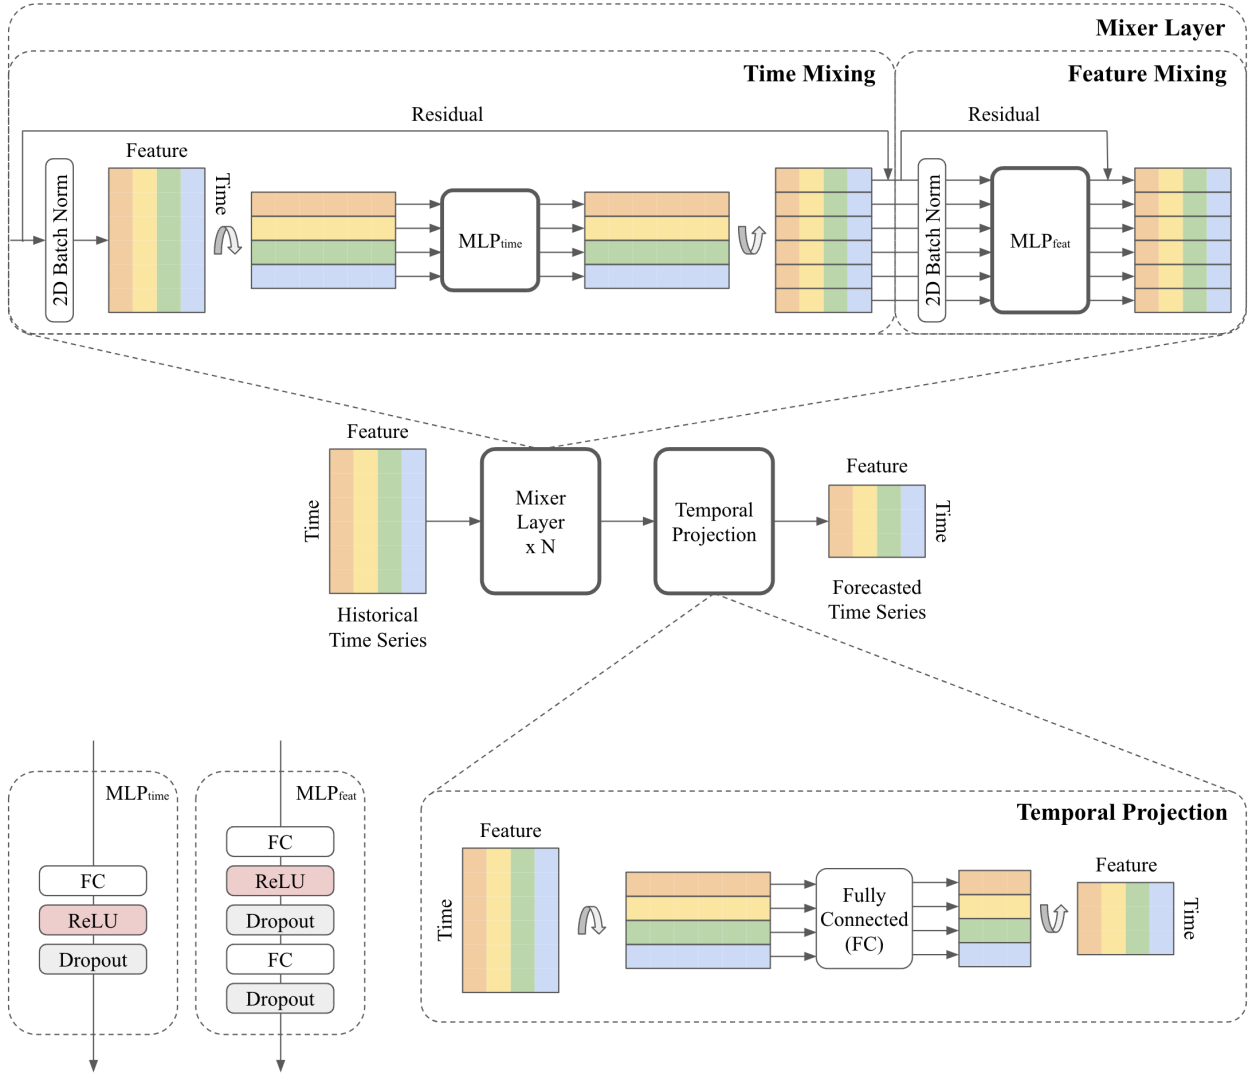 Mixer Layer
Time Mixing
Feature Mixing
Residual
Residual
Feature
Time
2D Batch Norm
MLPtime
2D Batch Norm
MLPfeat
Feature
Time
Mixer
Layer
x N
Temporal
Projection
Feature
Time
Historical
Time Series
Forecasted
Time Series
MLPtime
FC
ReLU
Dropout
MLPfeat
FC
ReLU
Dropout
FC
Dropout
Temporal Projection
Feature
Time
Fully
Connected
(FC)
Feature
Time